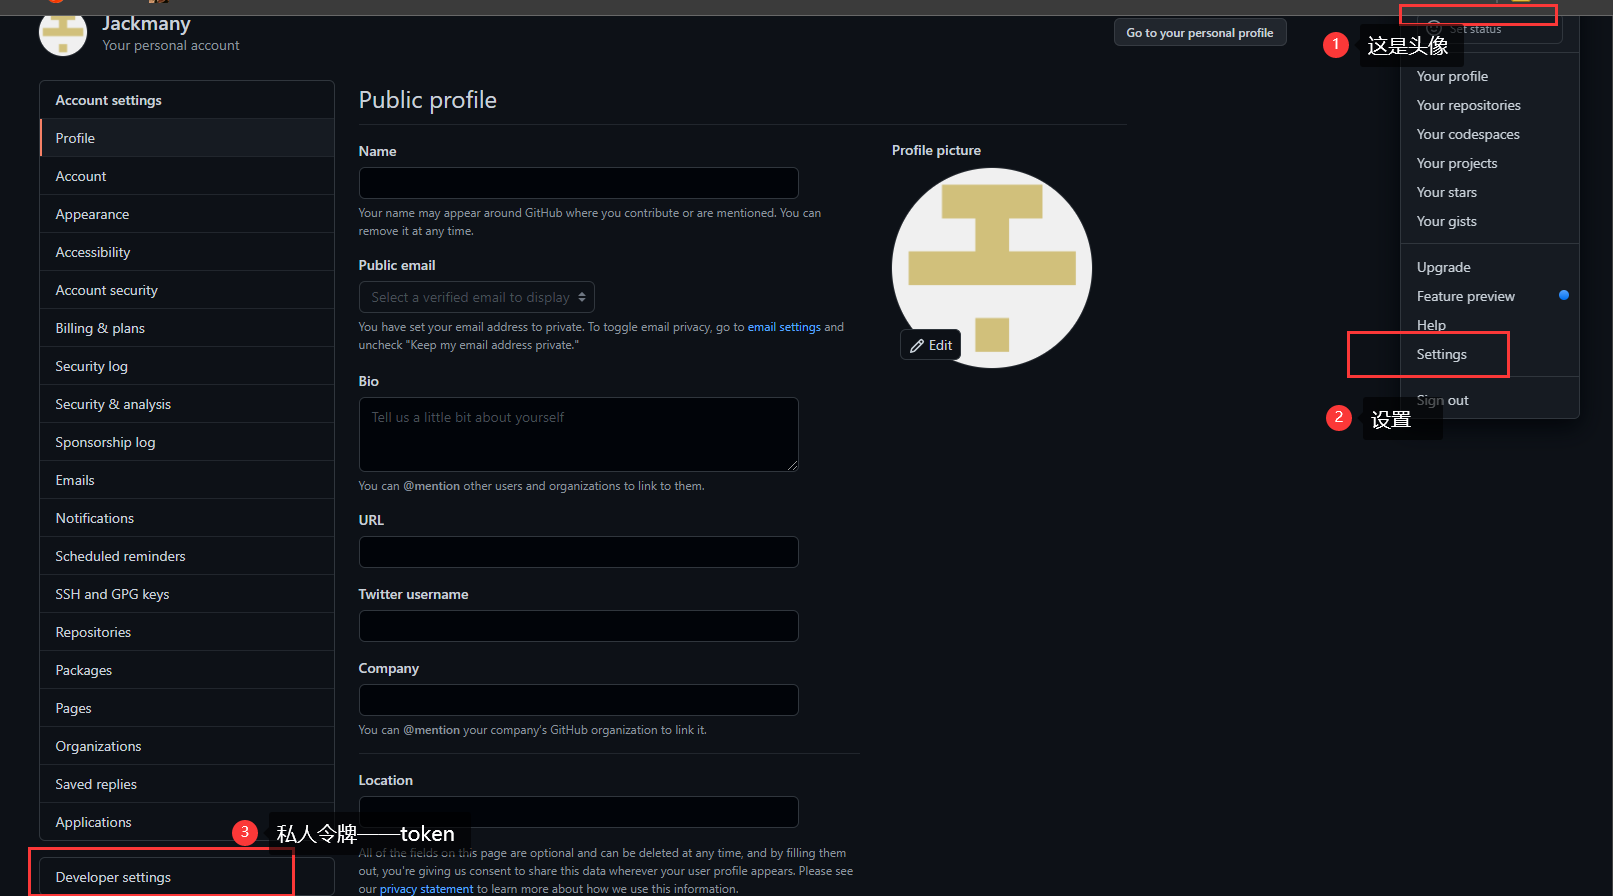 Jackmany
Your personal account
Go to your personal profile
Account settings
Profile
Account
Appearance
Accessibility
Account security
Billing & plans
Security log
Security & analysis
Sponsorship log
Emails
Notifications
Scheduled reminders
SSH and GPG keys
Repositories
Packages
Pages
Organizations
Saved replies
Applications
3 私人令牌——token
Developer settings
Public profile
Name
Your name may appear around GitHub where you contribute or are mentioned. You can
remove it at any time.
Public email
Select a verified email to display
You have set your email address to private. To toggle email privacy, go to email settings and
uncheck "Keep my email address private."
Bio
Tell us a little bit about yourself
You can @mention other users and organizations to link to them.
URL
Twitter username
Company
You can @mention your company's GitHub organization to link it.
Location
All of the fields on this page are optional and can be deleted at any time, and by filling them
out, you're giving us consent to share this data wherever your user profile appears. Please see
our privacy statement to learn more about how we use this information.
Profile picture
Edit
1 这是头像
Set status
Your profile
Your repositories
Your codespaces
Your projects
Your stars
Your gists
Upgrade
Feature preview
Help
Settings
Sign out
2 设置